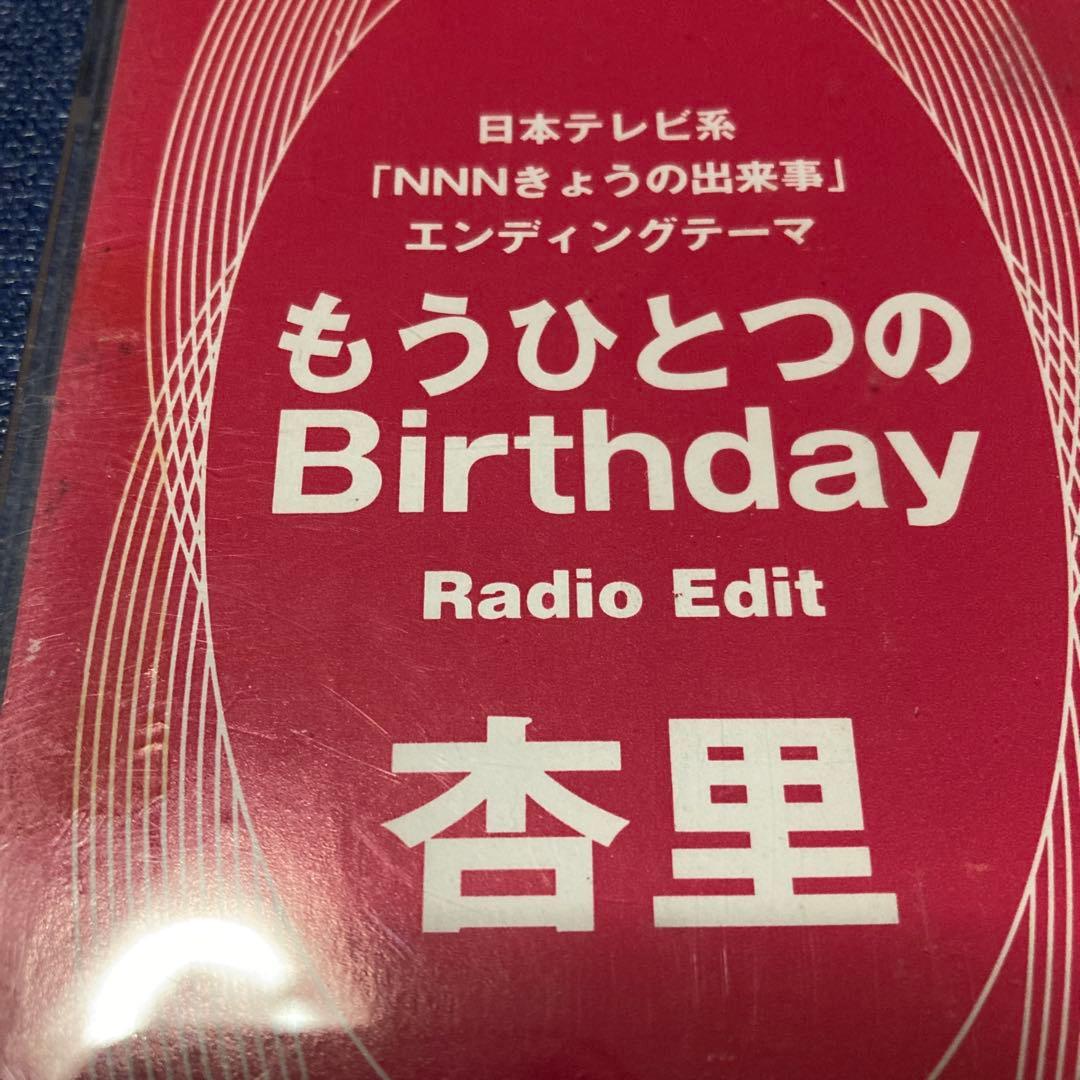 日本テレビ系
「NNNきょうの出来事」
エンディングテーマ
もうひとつの
Birthday
Radio Edit
杏里